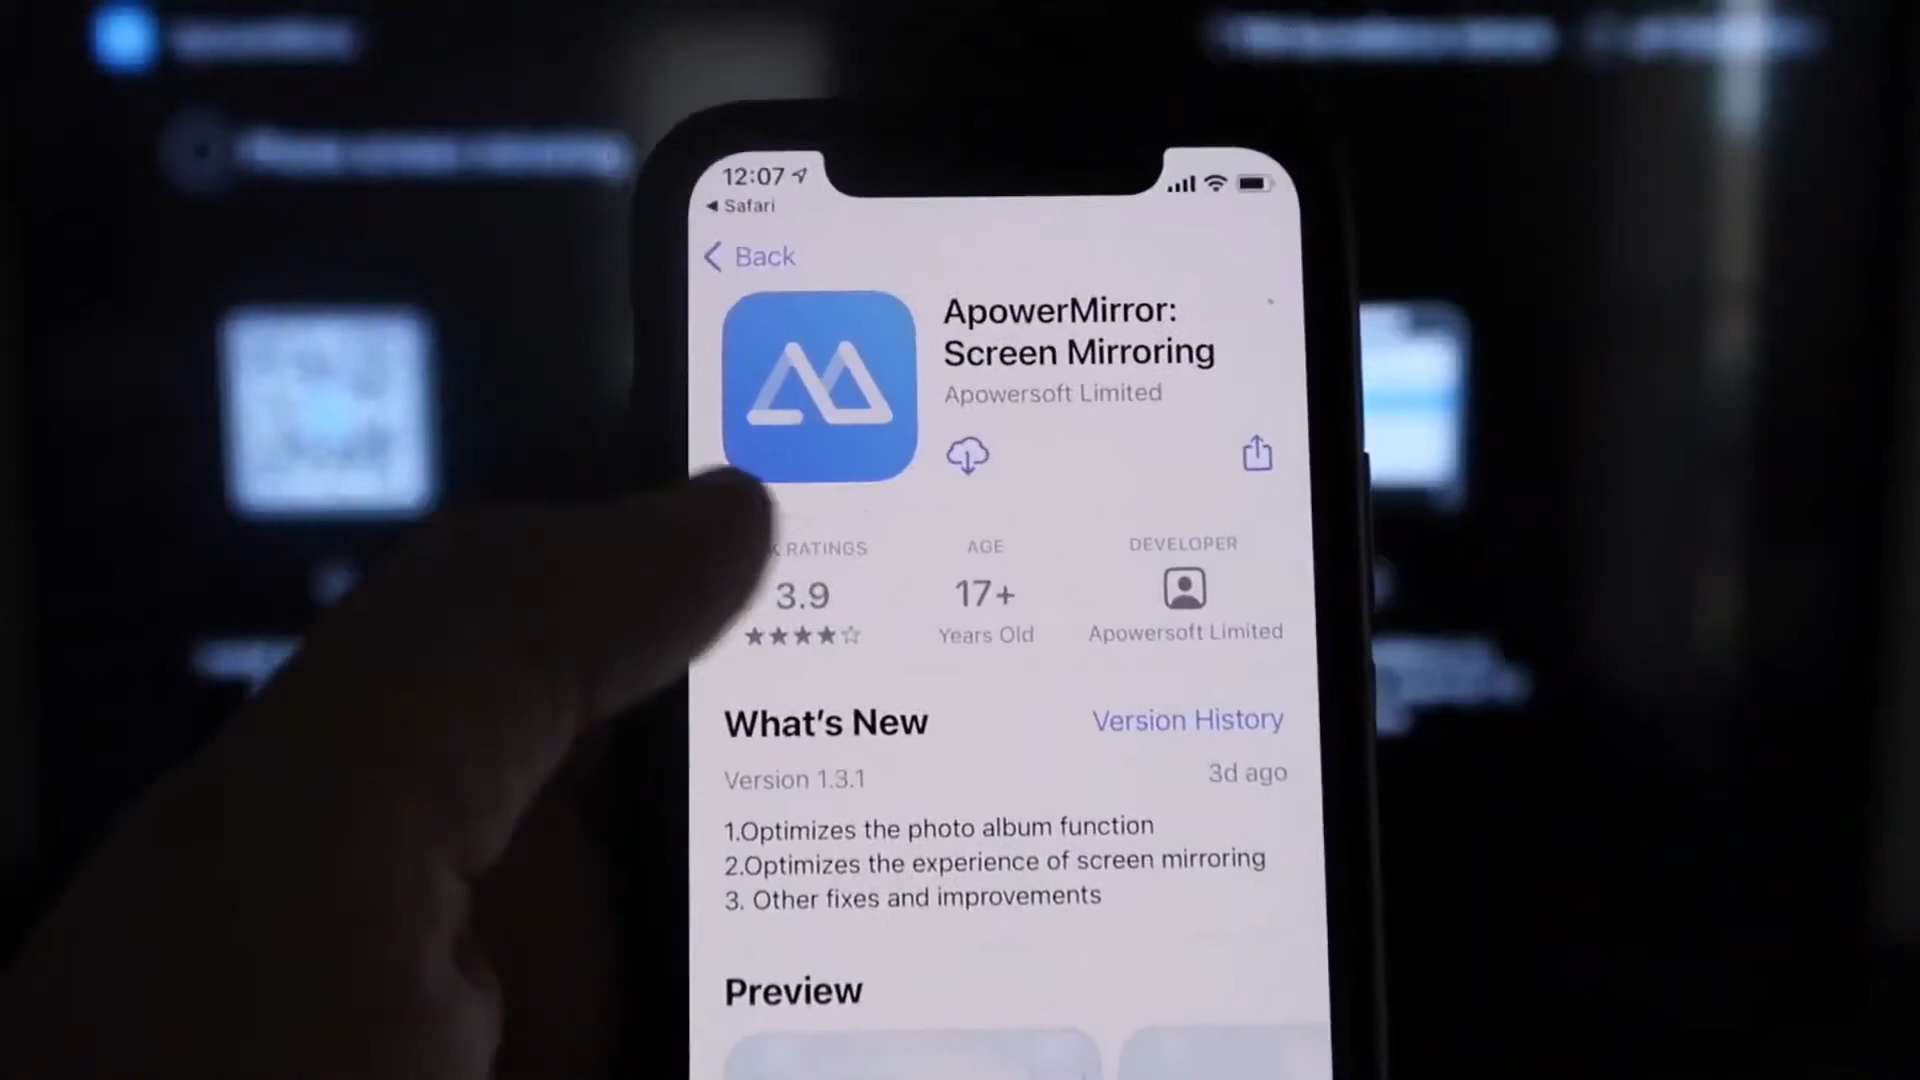 12:07
Safari
Back
ApowerMirror:
Screen Mirroring
Apowersoft Limited
RATINGS
AGE
DEVELOPER
3.9
17+
Years Old
Apowersoft Limited
What's New
Version History
Version 1.3.1
3d ago
1.Optimizes the photo album function
2.Optimizes the experience of screen mirroring
3. Other fixes and improvements
Preview